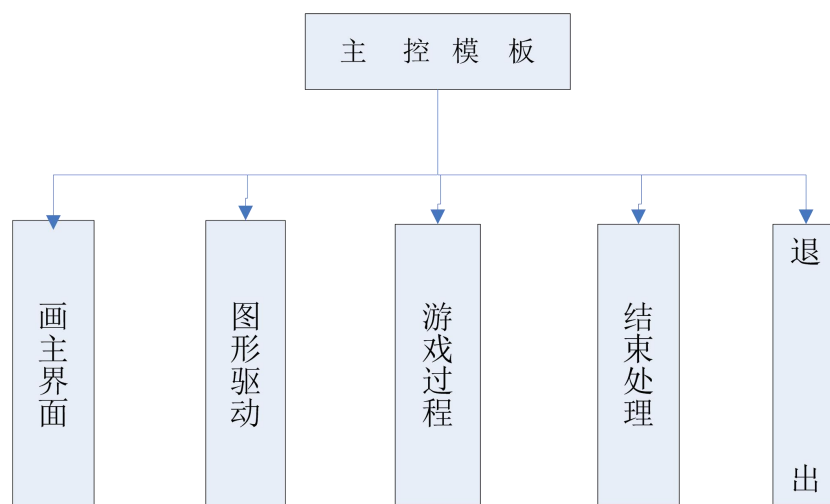 主 控 模 板
画主界面
图形驱动
游戏过程
结束处理
退 出